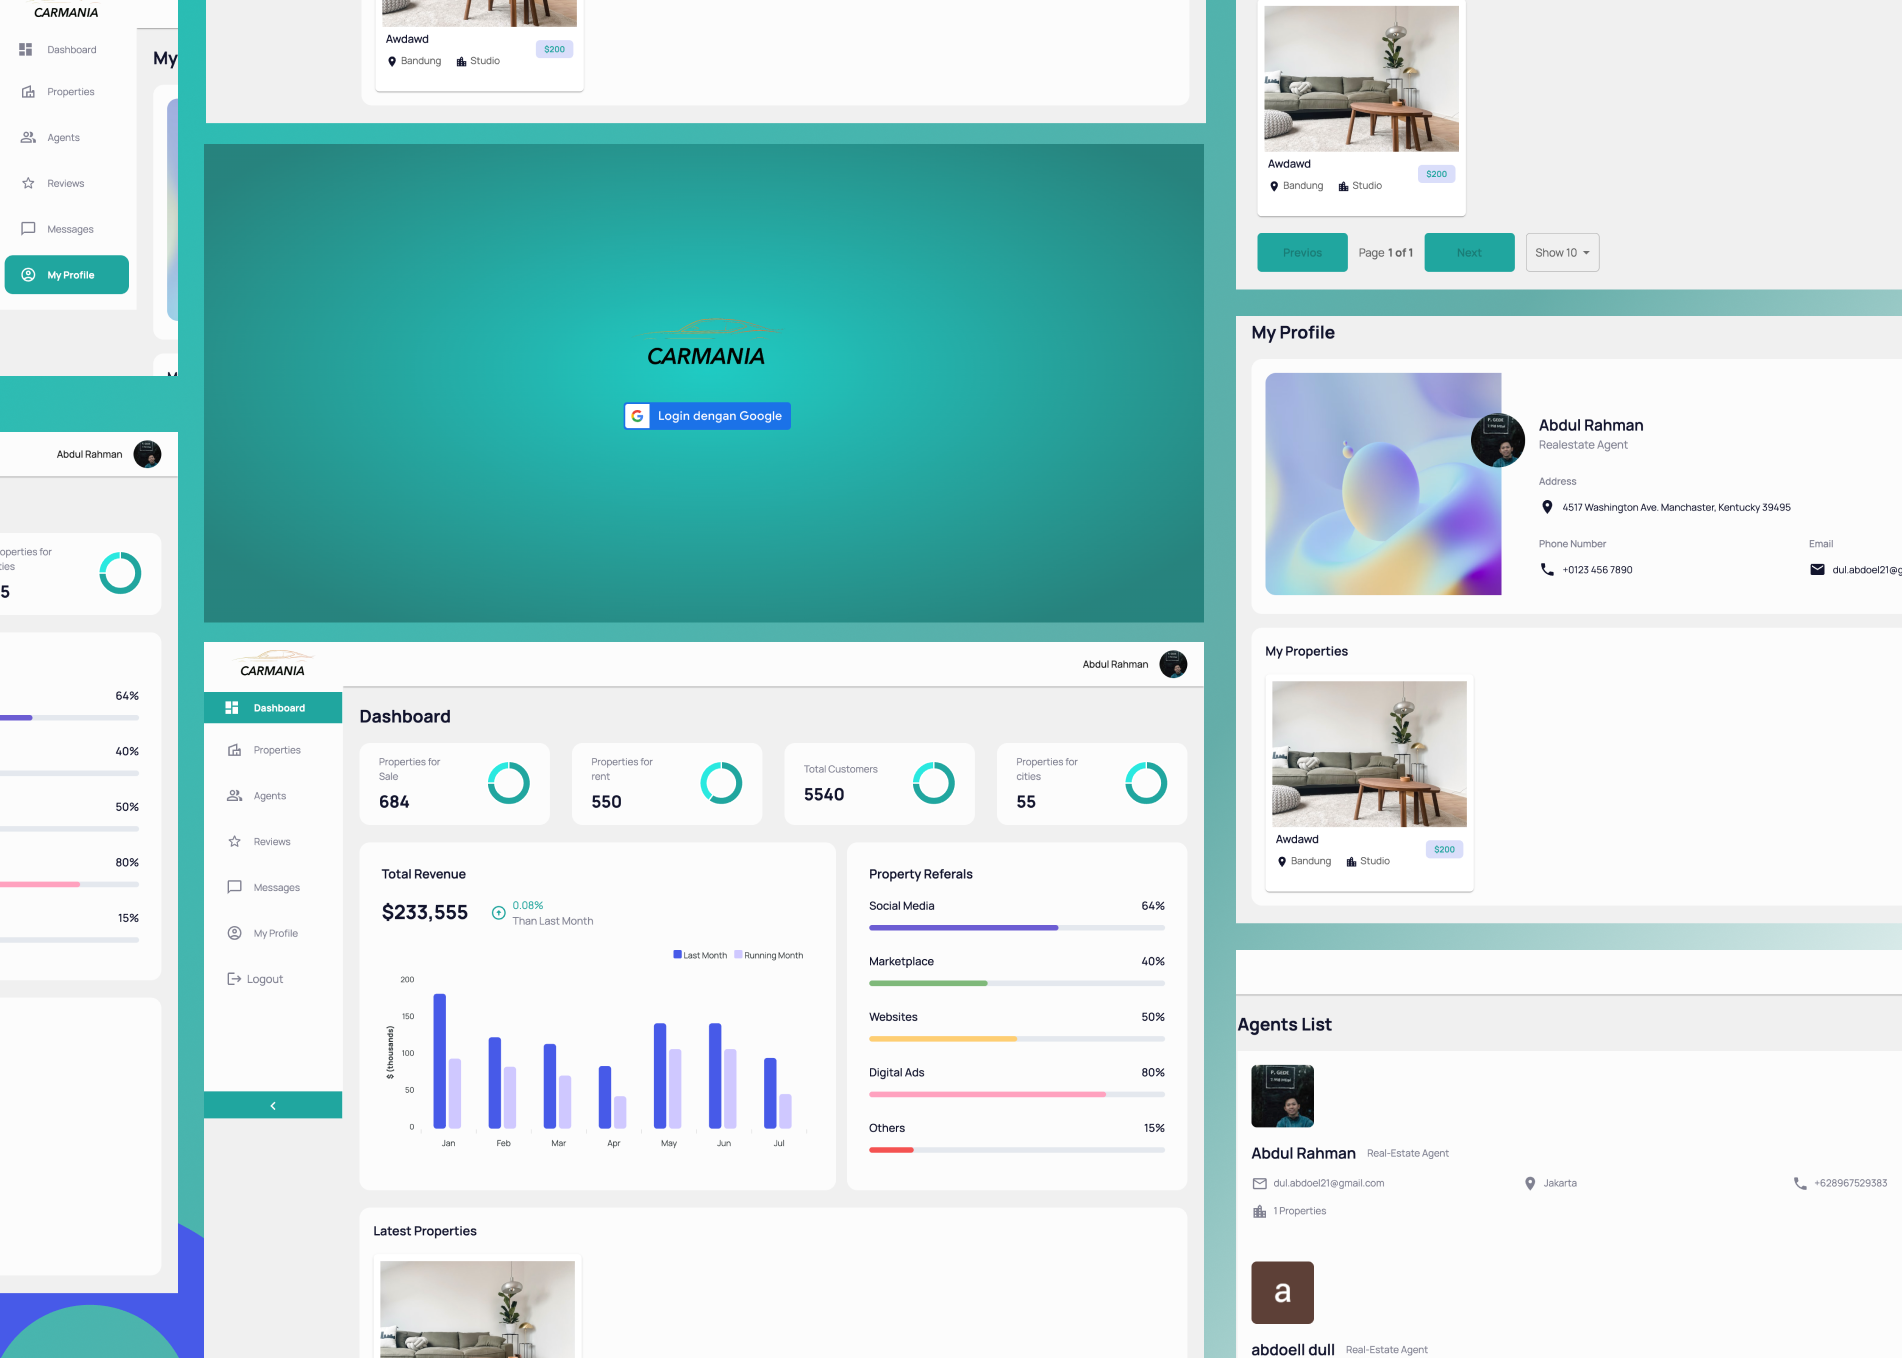 CARMANIA
Dashboard
Properties
Agents
Reviews
Messages
My Profile
My
Abdul Rahman
operties for
5
64%
40%
50%
80%
15%
Awdawd
$200
Bandung
Studio
CARMANIA
Login dengan Google
CARMANIA
Abdul Rahman
Dashboard
Properties
Agents
Reviews
Messages
My Profile
Logout
Dashboard
Properties for
Sale
684
Properties for
rent
550
Total Customers
5540
Properties for
cities
55
Total Revenue
$233,555
0.08%
Than Last Month
Last Month
Running Month
$ (thousands)
200
150
100
50
0
Jan
Feb
Mar
Apr
May
Jun
Jul
Property Referals
Social Media
64%
Marketplace
40%
Websites
50%
Digital Ads
80%
Others
15%
Latest Properties
Awdawd
$200
Bandung
Studio
Previos
Page 1 of 1
Next
Show 10
My Profile
Abdul Rahman
Realestate Agent
Address
4517 Washington Ave. Manchaster, Kentucky 39495
Phone Number
Email
+0123 456 7890
dul.abdoel21@g
My Properties
Awdawd
$200
Bandung
Studio
Agents List
Abdul Rahman
Real-Estate Agent
dul.abdoel21@gmail.com
Jakarta
+628967529383
1 Properties
a
abdoell dull
Real-Estate Agent